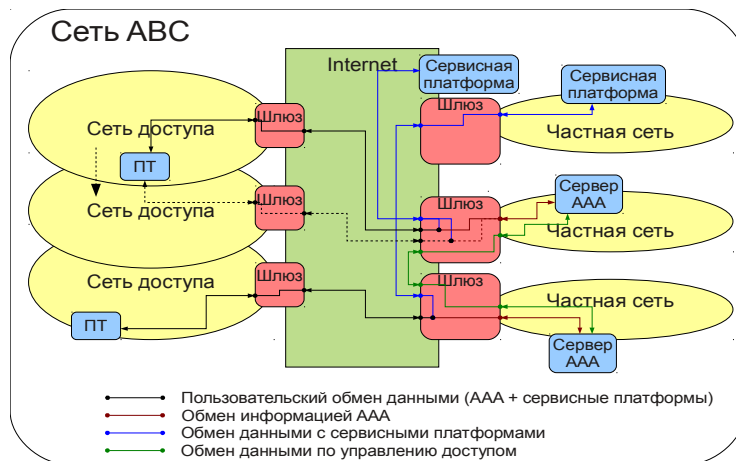 Сеть ABC
Internet
Сервисная
платформа
Сервисная
платформа
Шлюз
Шлюз
Сеть доступа
Частная сеть
ПТ
Сервер
AAA
Шлюз
Шлюз
Сеть доступа
Частная сеть
Шлюз
Шлюз
Сеть доступа
Частная сеть
ПТ
Сервер
AAA
Пользовательский обмен данными (AAA + сервисные платформы)
Обмен информацией AAA
Обмен данными с сервисными платформами
Обмен данными по управлению доступом